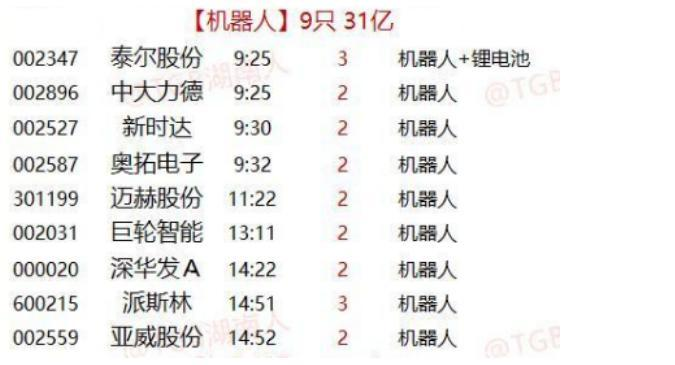 【机器人】9只 31亿
002347 泰尔股份 9:25 3 机器人+锂电池
002896 中大力德 9:25 2 机器人
002527 新时达 9:30 2 机器人
002587 奥拓电子 9:32 2 机器人
301199 迈赫股份 11:22 2 机器人
002031 巨轮智能 13:11 2 机器人
000020 深华发A 14:22 2 机器人
600215 派斯林 14:51 3 机器人
002559 亚威股份 14:52 2 机器人
@TGB湖南人
@TGB
@TGB湖南人
@TGB